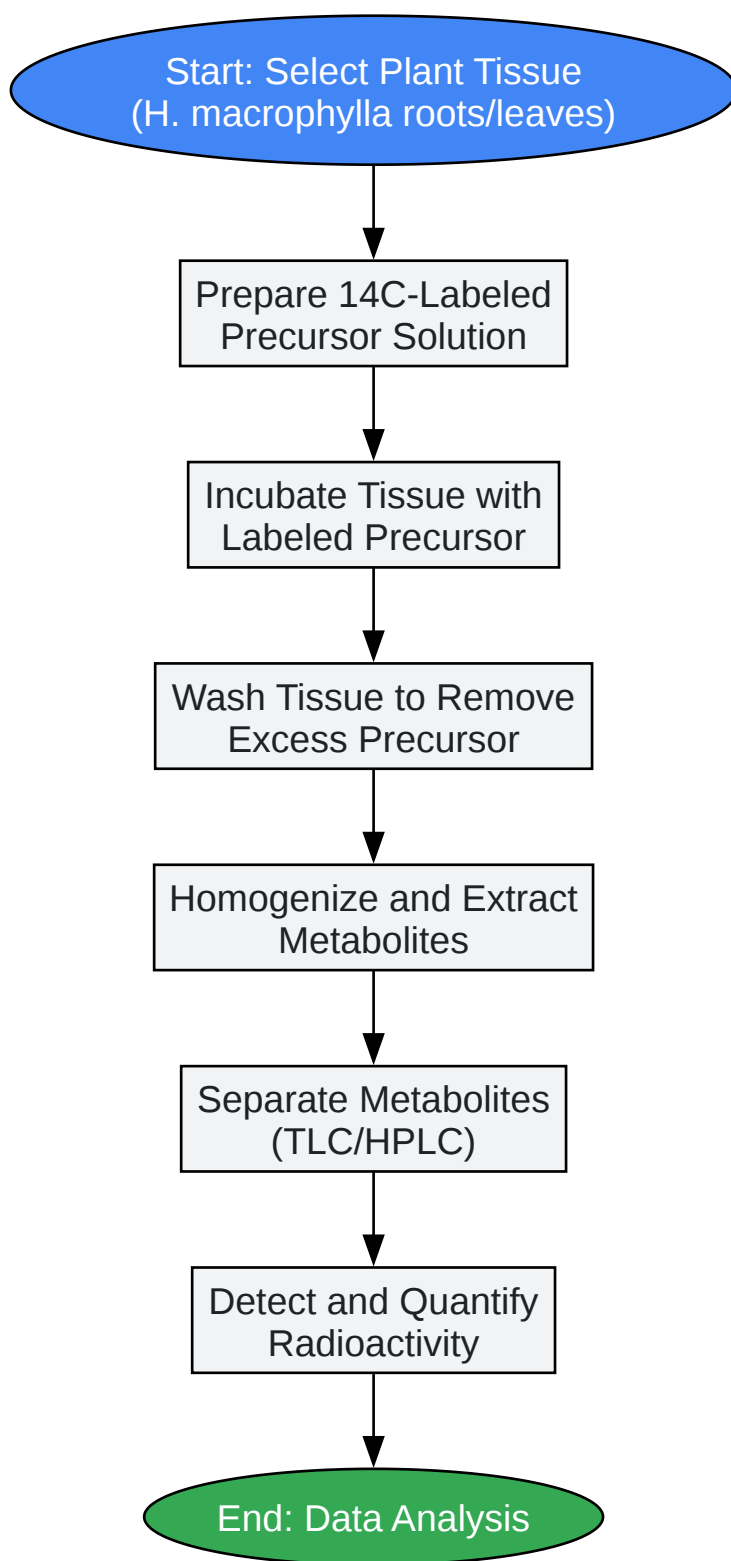 Start: Select Plant Tissue
(H. macrophylla roots/leaves)
Prepare 14C-Labeled
Precursor Solution
Incubate Tissue with
Labeled Precursor
Wash Tissue to Remove
Excess Precursor
Homogenize and Extract
Metabolites
Separate Metabolites
(TLC/HPLC)
Detect and Quantify
Radioactivity
End: Data Analysis